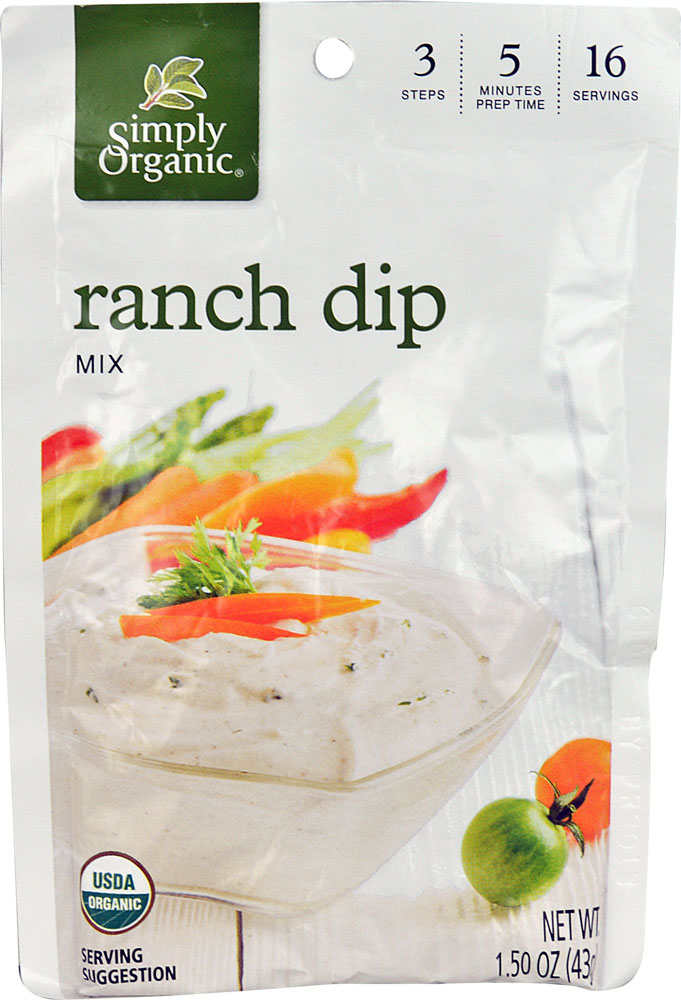 Simply
Organic®
3
STEPS
5
MINUTES
PREP TIME
16
SERVINGS
ranch dip
MIX
USDA
ORGANIC
SERVING
SUGGESTION
NET WT
1.50 OZ (43g